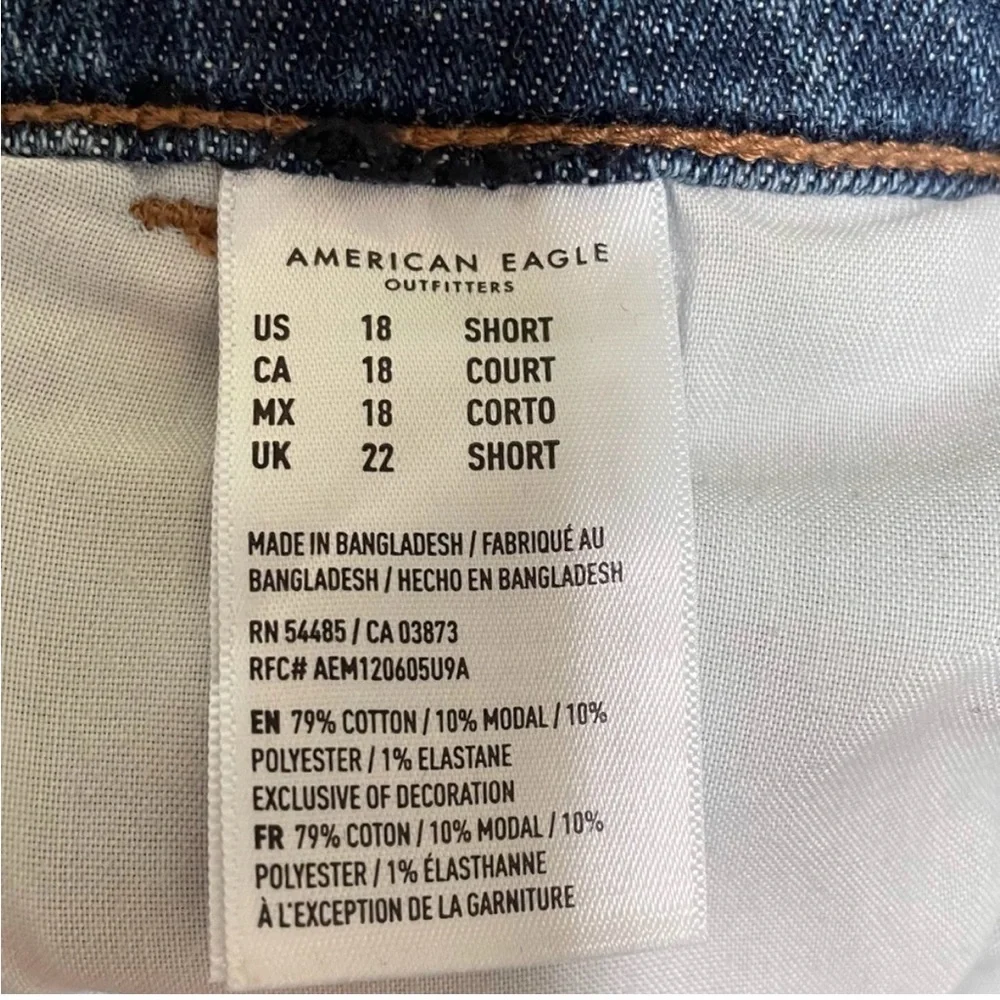 AMERICAN EAGLE
OUTFITTERS
US 18 SHORT
CA 18 COURT
MX 18 CORTO
UK 22 SHORT
MADE IN BANGLADESH / FABRIQUÉ AU
BANGLADESH / HECHO EN BANGLADESH
RN 54485 / CA 03873
RFC# AEM120605U9A
EN 79% COTTON / 10% MODAL / 10%
POLYESTER / 1% ELASTANE
EXCLUSIVE OF DECORATION
FR 79% COTON / 10% MODAL / 10%
POLYESTER / 1% ÉLASTHANNE
À L'EXCEPTION DE LA GARNITURE